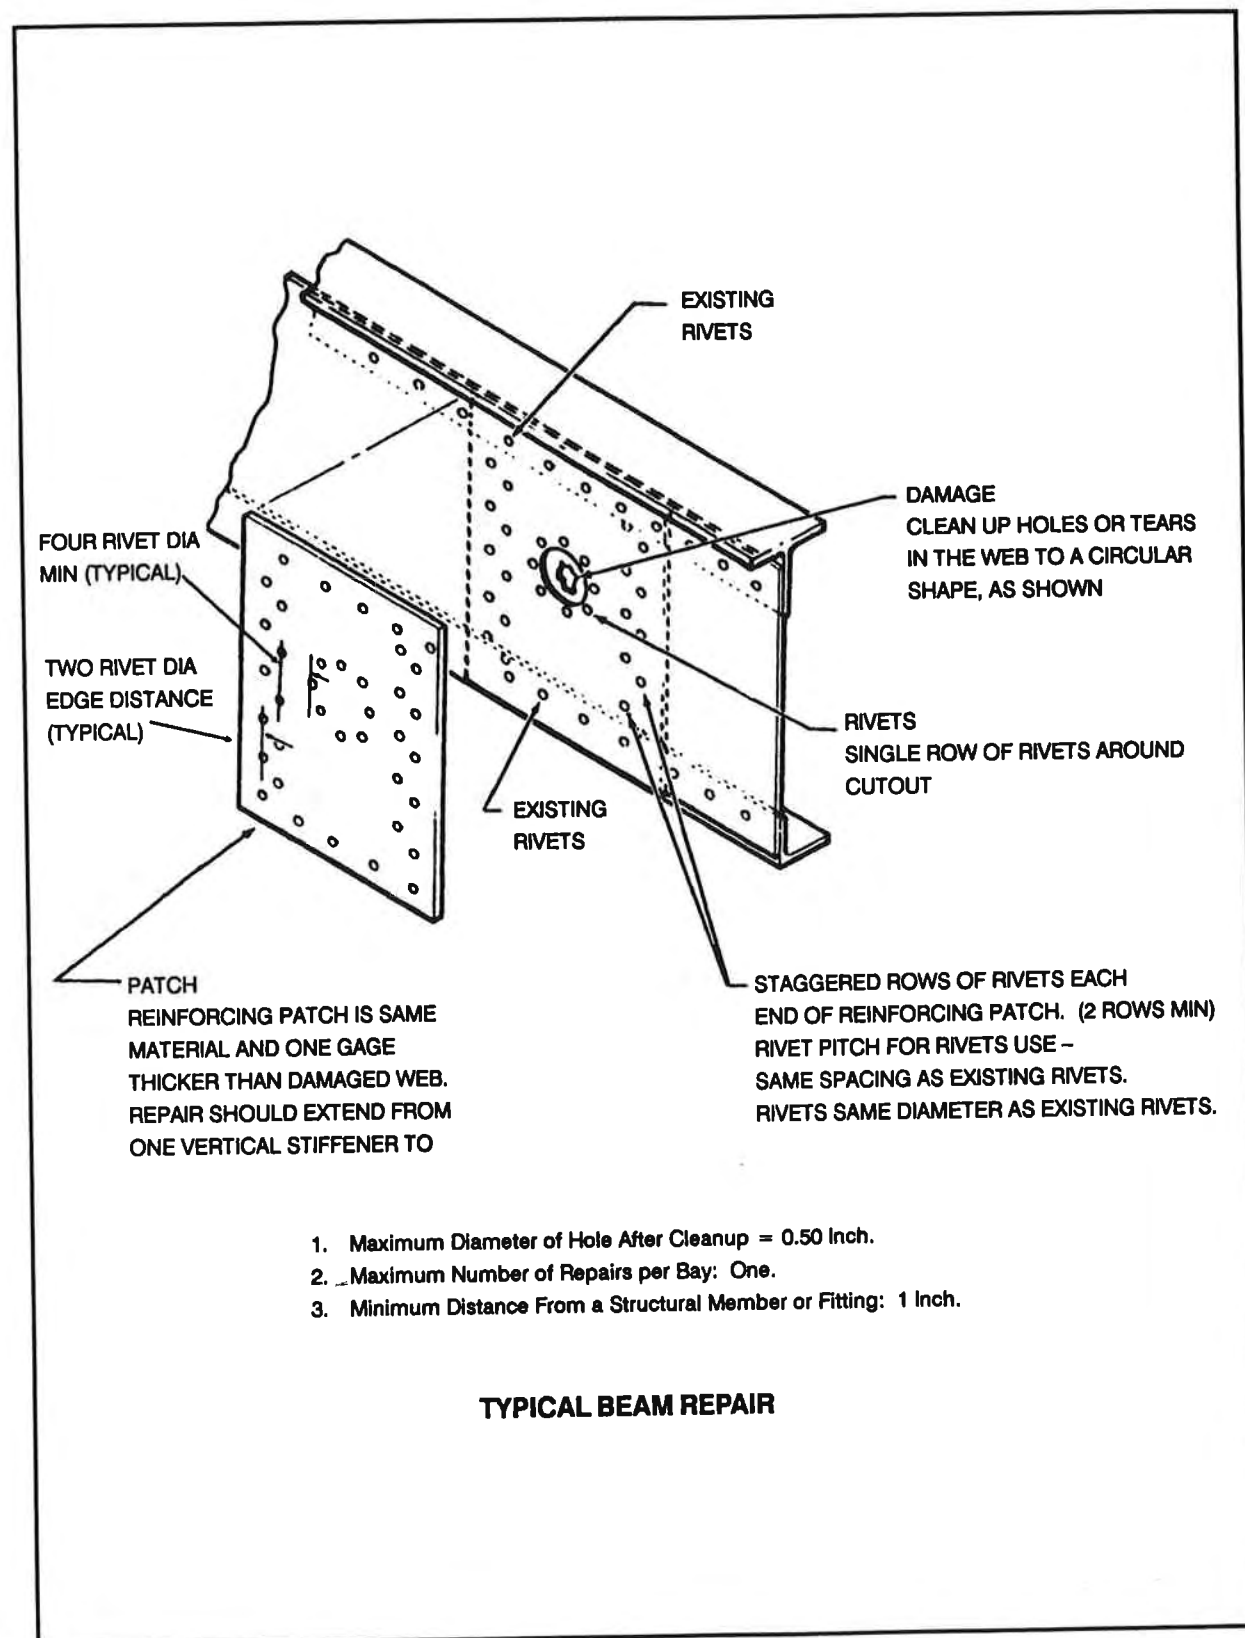 EXISTING
RIVETS
DAMAGE
CLEAN UP HOLES OR TEARS
IN THE WEB TO A CIRCULAR
SHAPE, AS SHOWN
FOUR RIVET DIA
MIN (TYPICAL)
TWO RIVET DIA
EDGE DISTANCE
(TYPICAL)
RIVETS
SINGLE ROW OF RIVETS AROUND
CUTOUT
EXISTING
RIVETS
PATCH
REINFORCING PATCH IS SAME
MATERIAL AND ONE GAGE
THICKER THAN DAMAGED WEB.
REPAIR SHOULD EXTEND FROM
ONE VERTICAL STIFFENER TO
STAGGERED ROWS OF RIVETS EACH
END OF REINFORCING PATCH. (2 ROWS MIN)
RIVET PITCH FOR RIVETS USE –
SAME SPACING AS EXISTING RIVETS.
RIVETS SAME DIAMETER AS EXISTING RIVETS.
1. Maximum Diameter of Hole After Cleanup = 0.50 Inch.
2. Maximum Number of Repairs per Bay: One.
3. Minimum Distance From a Structural Member or Fitting: 1 Inch.
TYPICAL BEAM REPAIR